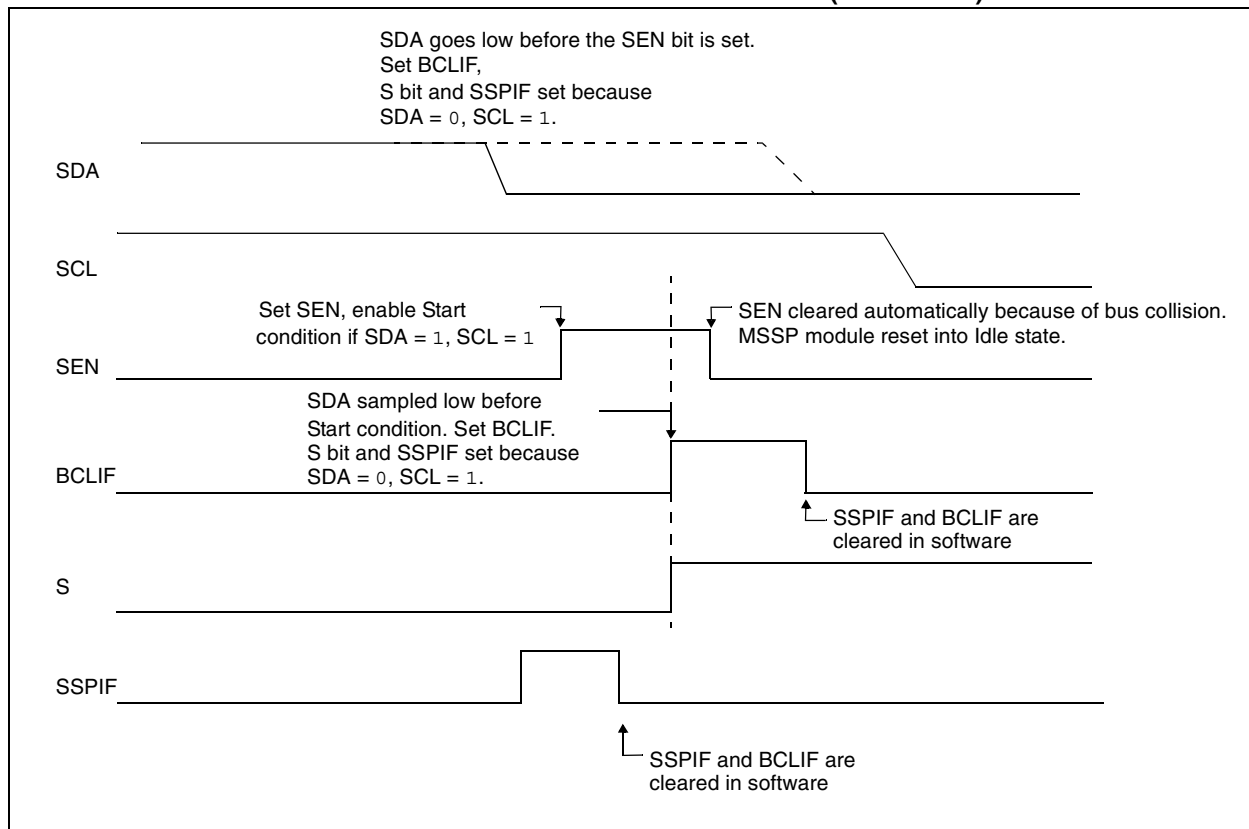 SDA goes low before the SEN bit is set.
Set BCLIF,
S bit and SSPIF set because
SDA = 0, SCL = 1.
SDA
SCL
Set SEN, enable Start
condition if SDA = 1, SCL = 1
SEN cleared automatically because of bus collision.
MSSP module reset into Idle state.
SEN
SDA sampled low before
Start condition. Set BCLIF.
S bit and SSPIF set because
SDA = 0, SCL = 1.
BCLIF
SSPIF and BCLIF are
cleared in software
S
SSPIF
SSPIF and BCLIF are
cleared in software